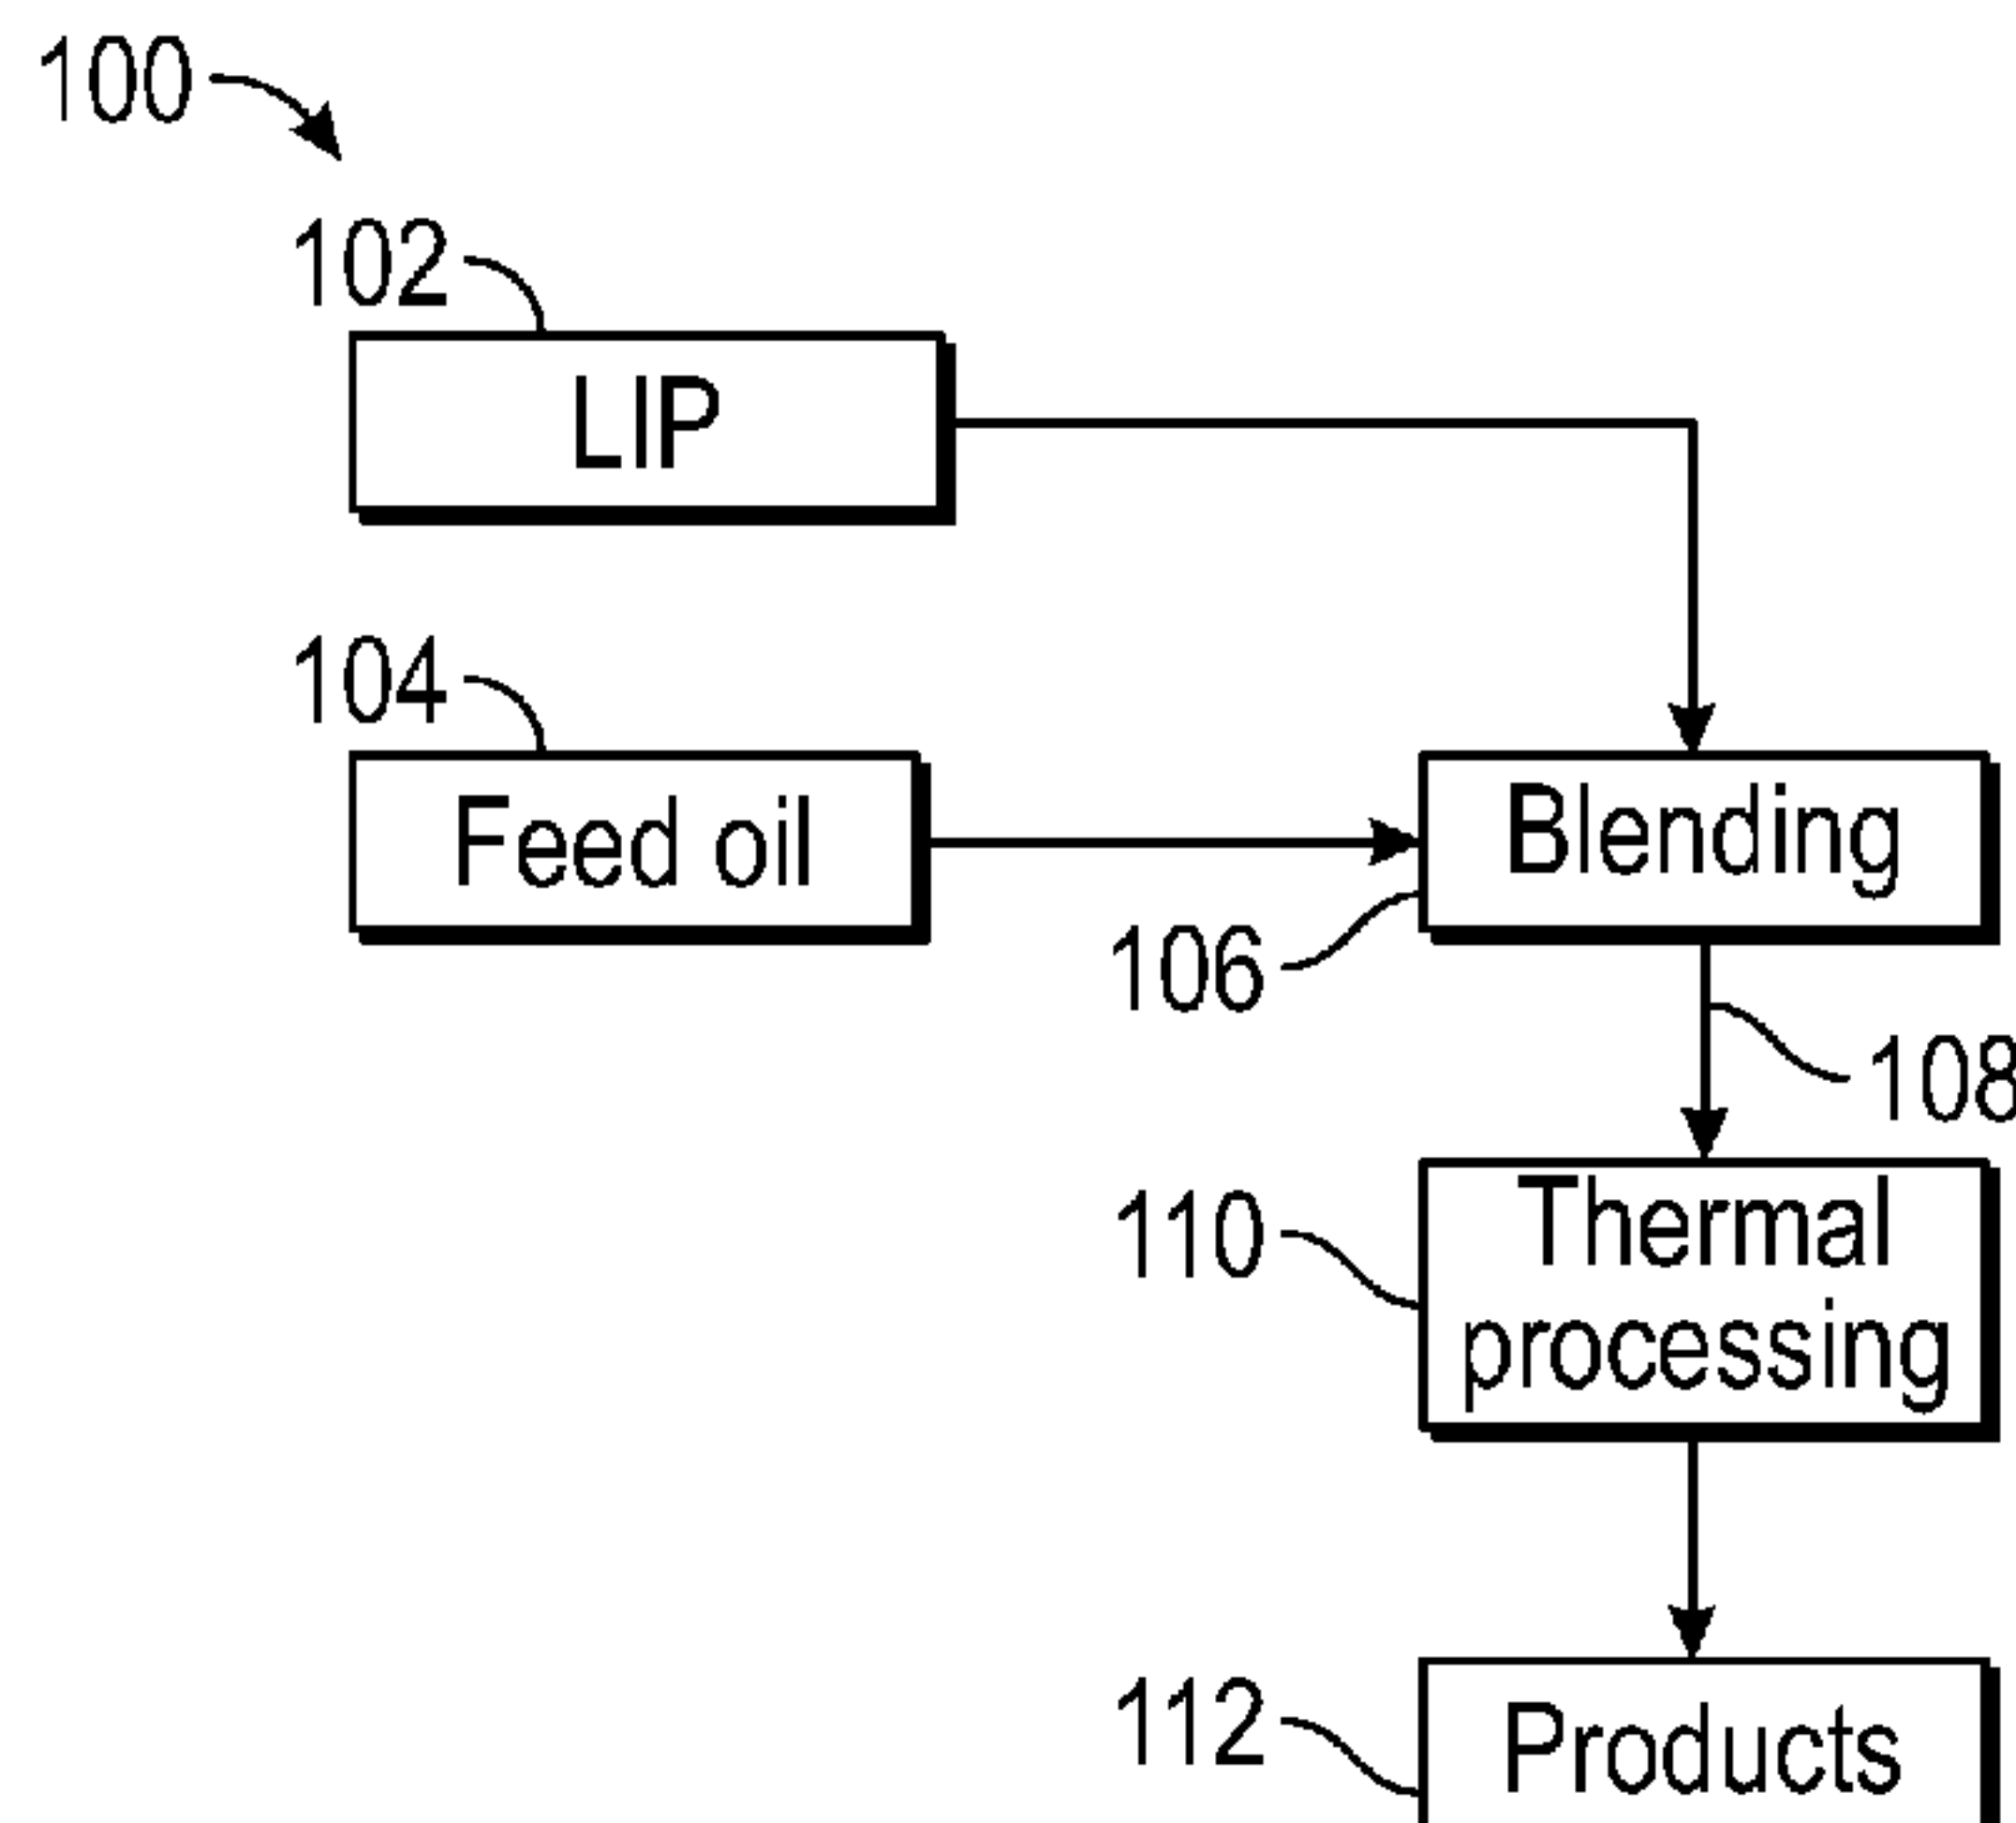 100
102
LIP
104
Feed oil
Blending
106
108
110
Thermal
processing
112
Products